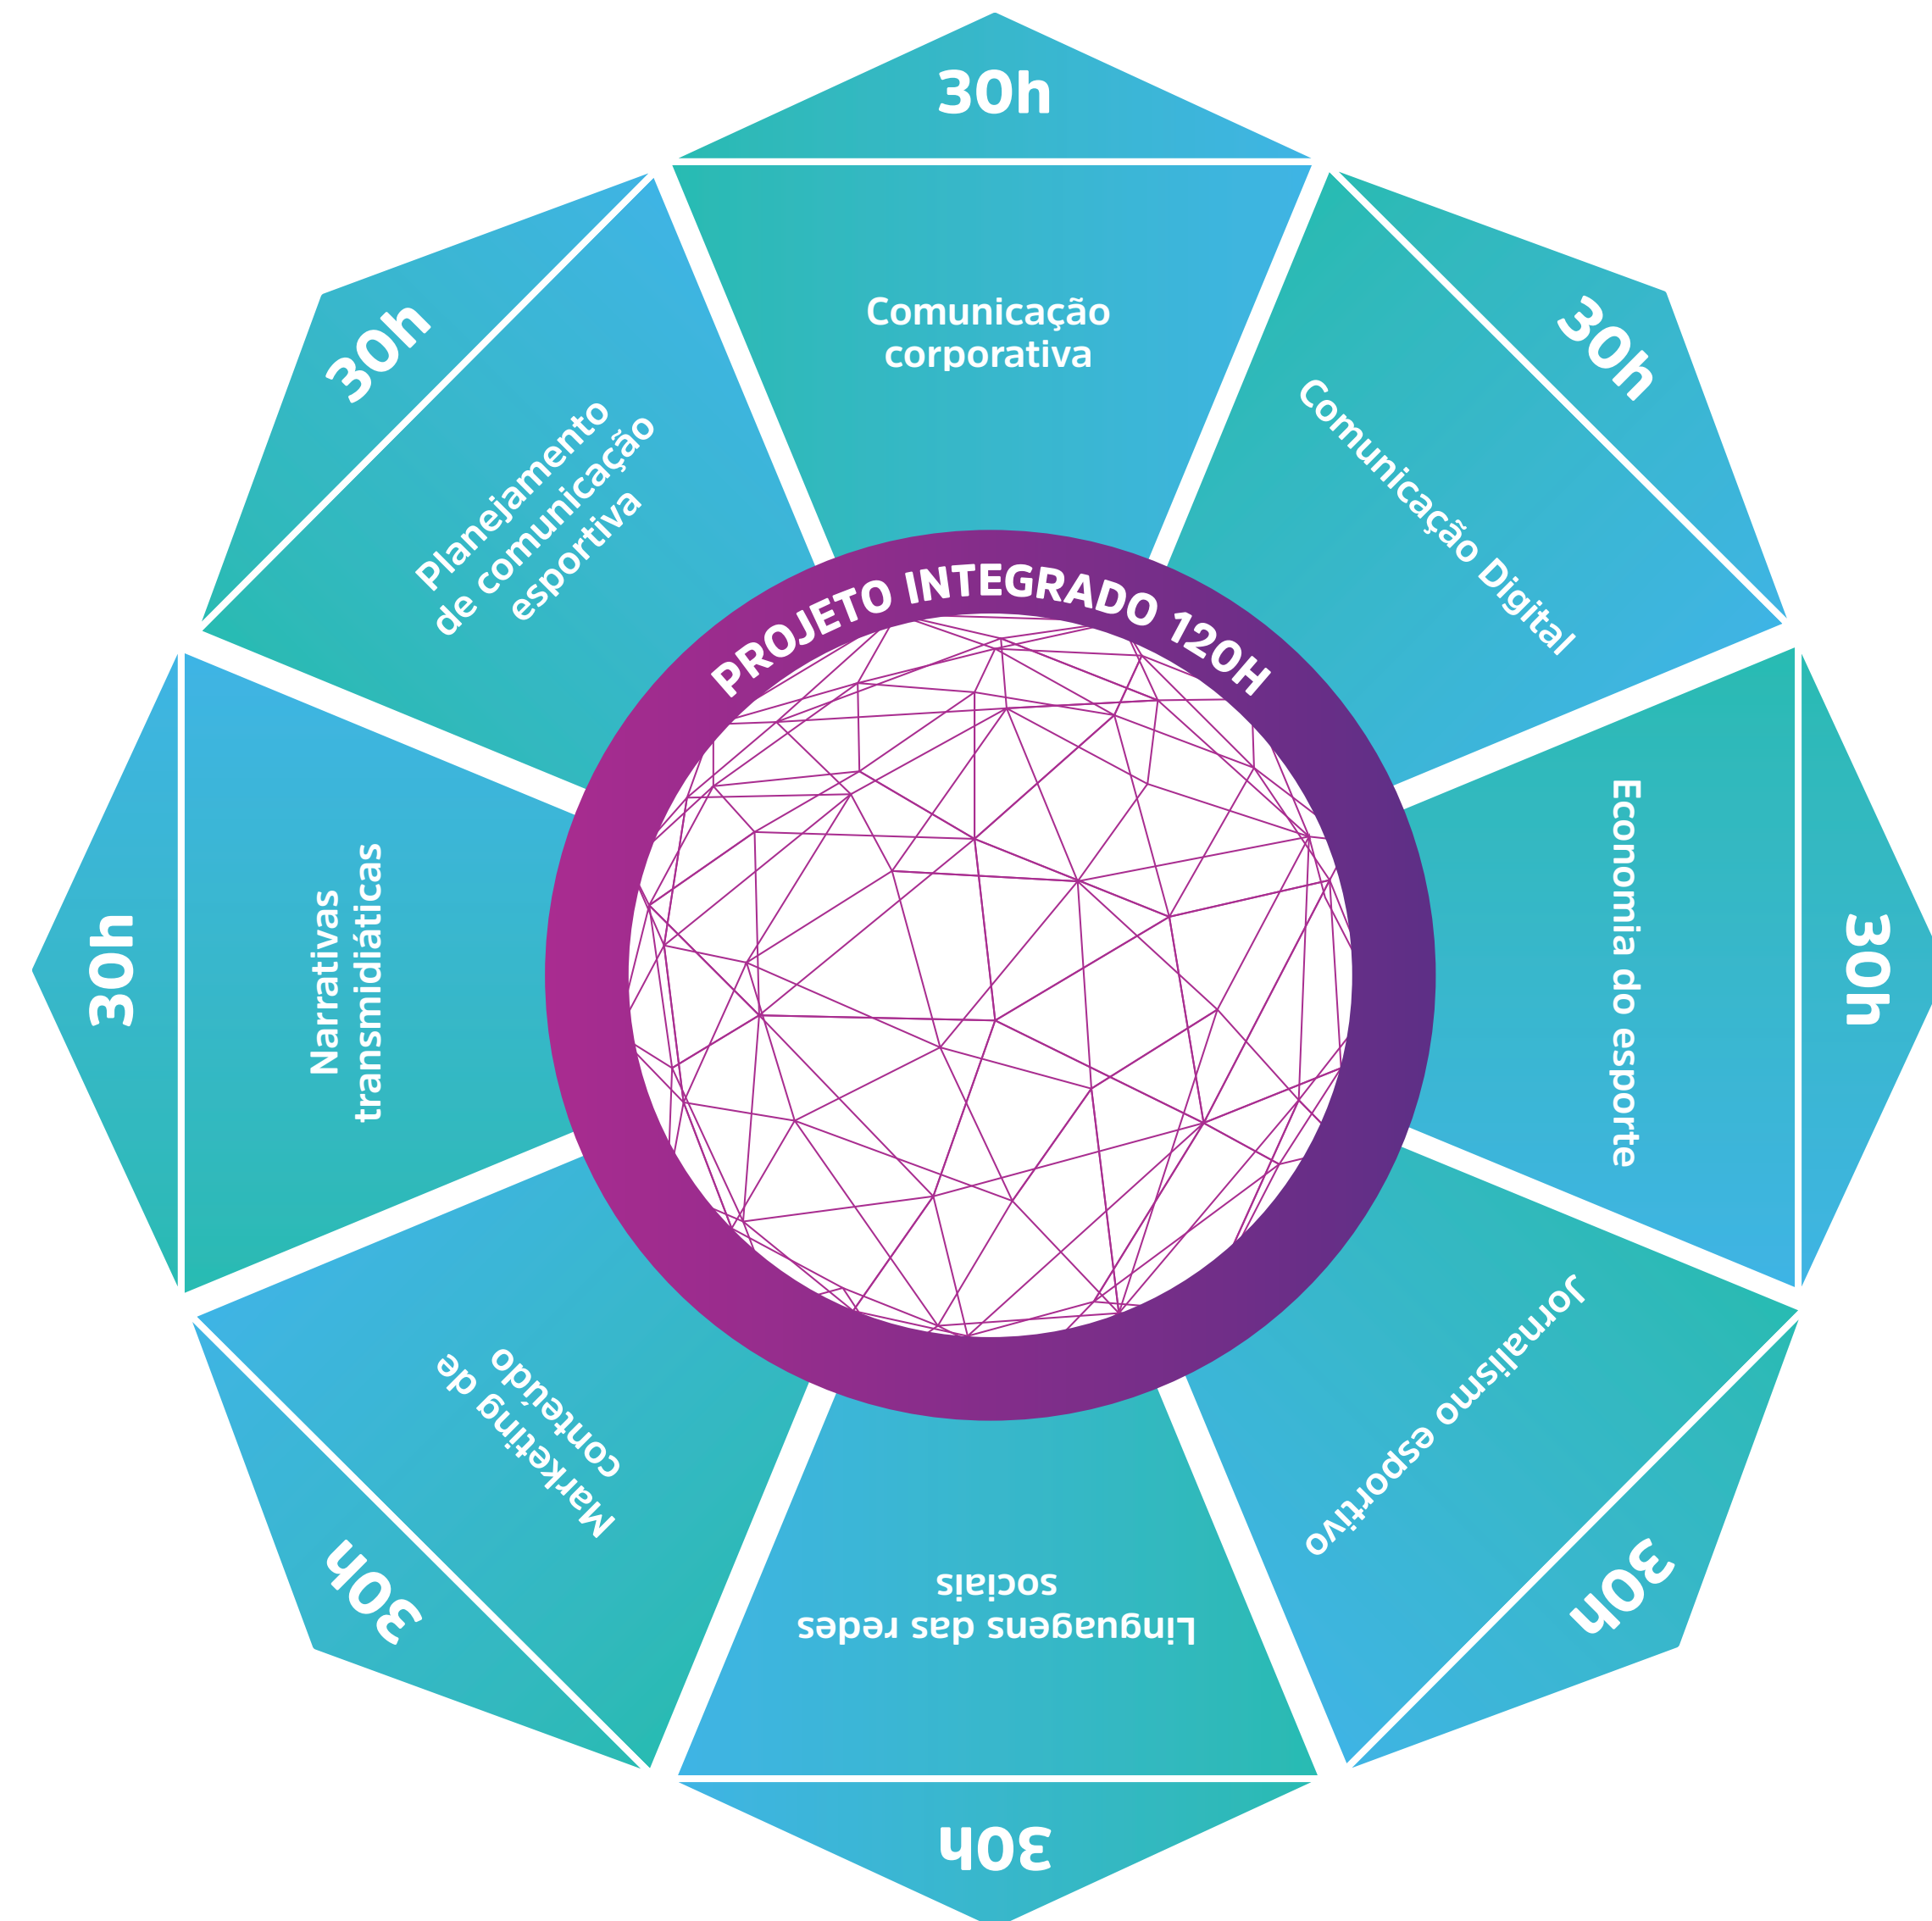 30h
Comunicação
corporativa
30h
Comunicação Digital
30h
Economia do esporte
30h
Jornalismo esportivo
30h
Linguagens das redes
sociais
30h
Marketing de
conteúdo
30h
Narrativas
transmidiáticas
30h
Planejamento
de comunicação
esportiva
PROJETO INTEGRADO 120H